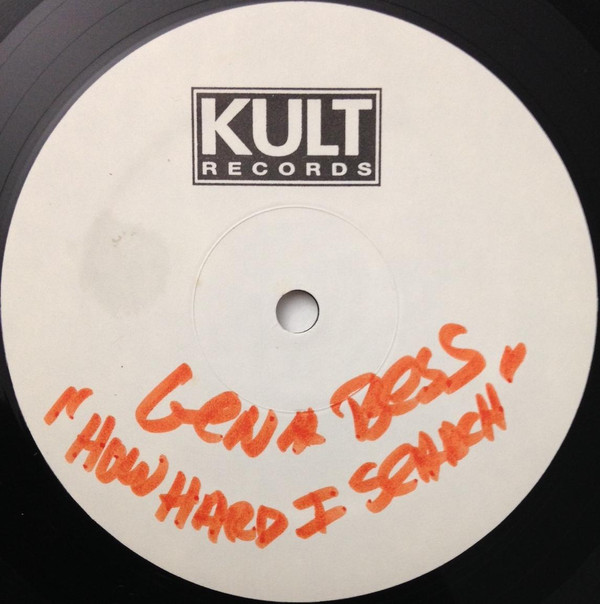 KULT
RECORDS
GENA BESS
"HOW HARD I SEARCH"